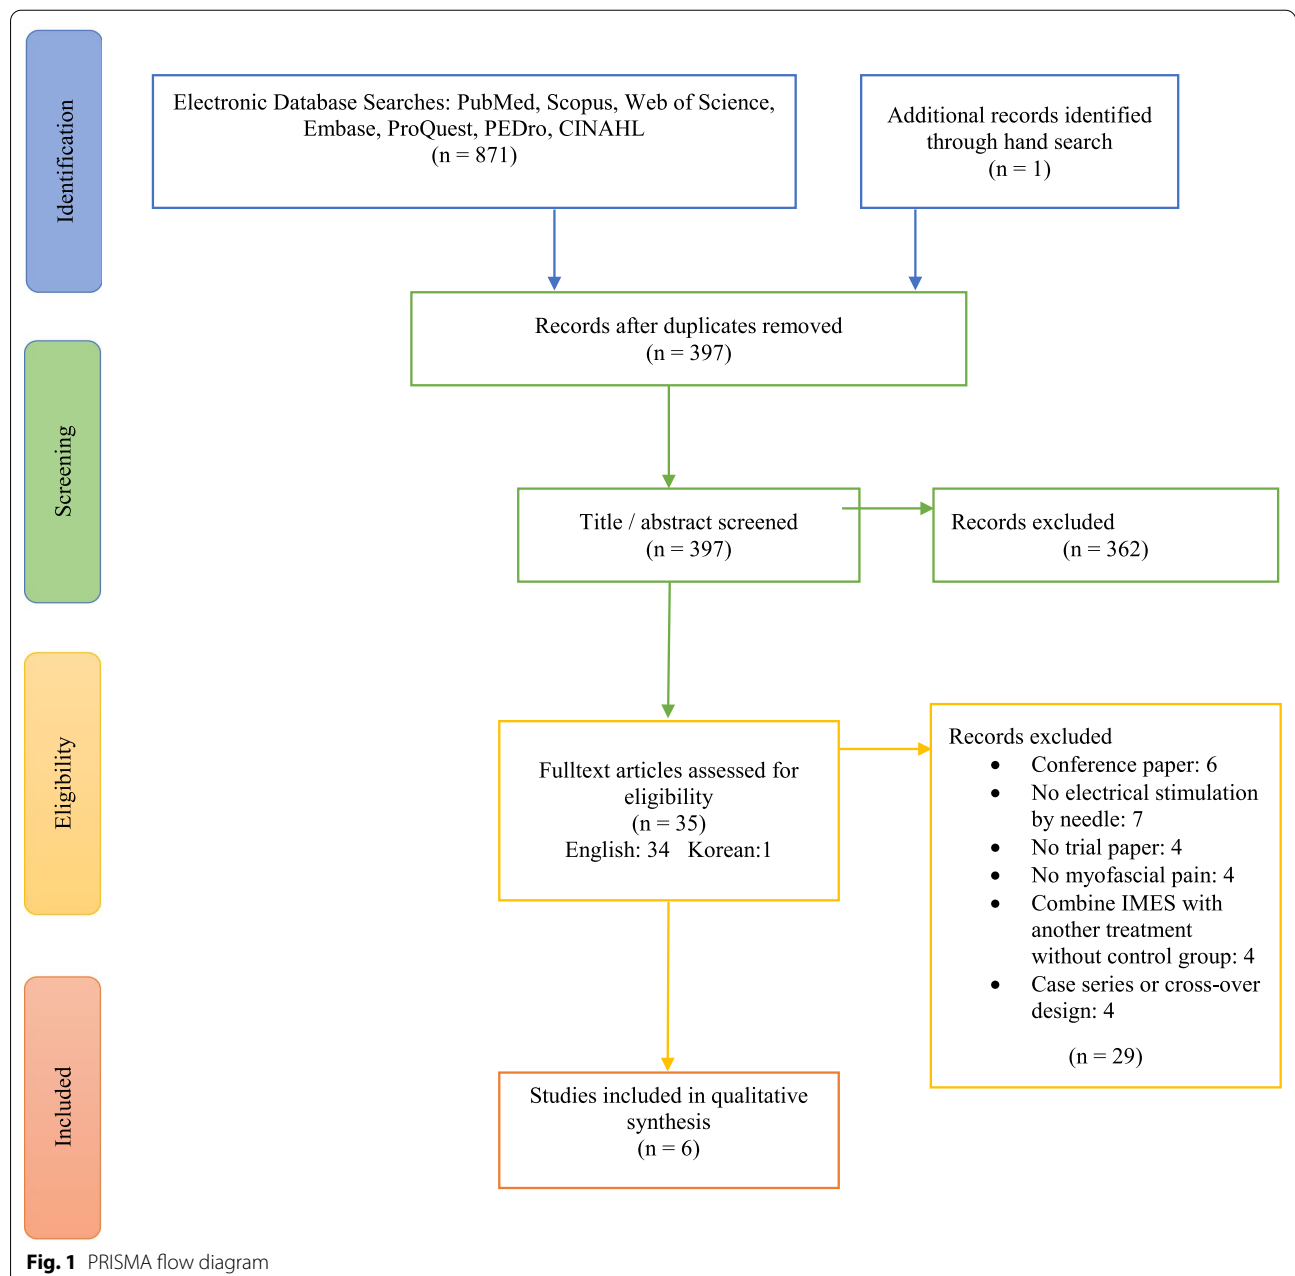 Identification
Electronic Database Searches: PubMed, Scopus, Web of Science,
Embase, ProQuest, PEDro, CINAHL
(n = 871)
Additional records identified
through hand search
(n = 1)
Records after duplicates removed
(n = 397)
Screening
Title / abstract screened
(n = 397)
Records excluded
(n = 362)
Eligibility
Fulltext articles assessed for
eligibility
(n = 35)
English: 34 Korean:1
Records excluded
• Conference paper: 6
• No electrical stimulation
by needle: 7
• No trial paper: 4
• No myofascial pain: 4
• Combine IMES with
another treatment
without control group: 4
• Case series or cross-over
design: 4
(n = 29)
Included
Studies included in qualitative
synthesis
(n = 6)
Fig. 1 PRISMA flow diagram